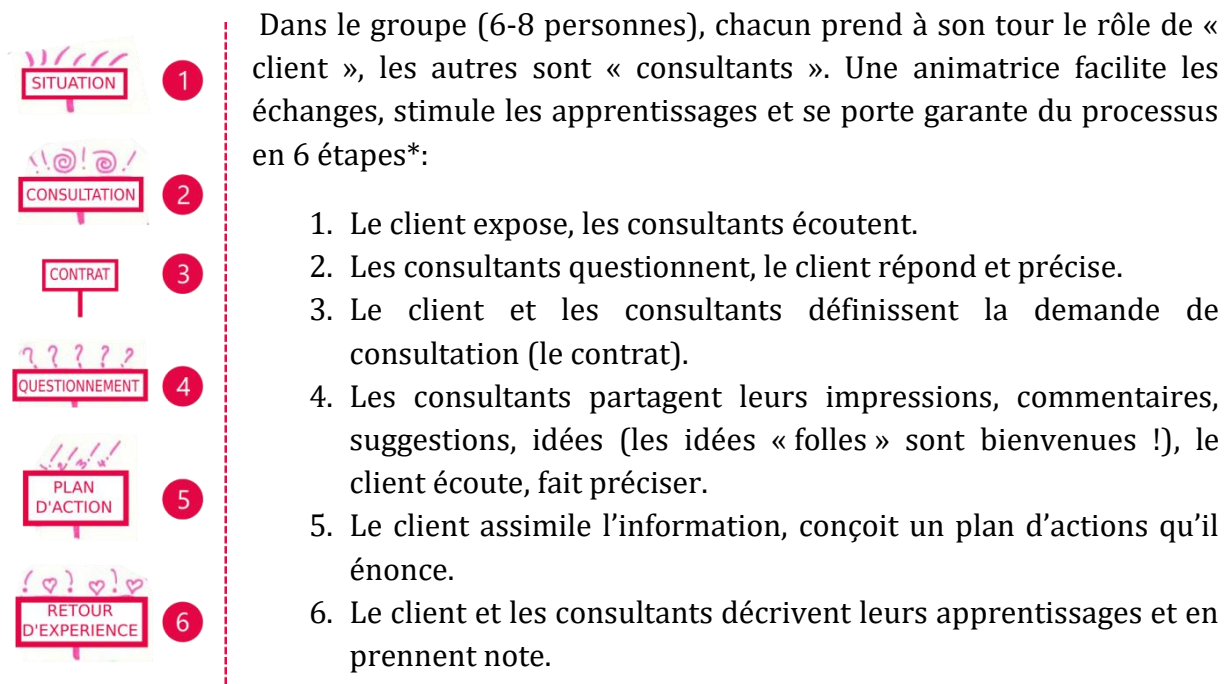 SITUATION
1
CONSULTATION
2
CONTRAT
3
? ? ? ? ?
QUESTIONNEMENT
4
1! 2! 3! 4!
PLAN
D'ACTION
5
RETOUR
D'EXPERIENCE
6
Dans le groupe (6-8 personnes), chacun prend à son tour le rôle de «
client », les autres sont « consultants ». Une animatrice facilite les
échanges, stimule les apprentissages et se porte garante du processus
en 6 étapes*:
1. Le client expose, les consultants écoutent.
2. Les consultants questionnent, le client répond et précise.
3. Le client et les consultants définissent la demande de
consultation (le contrat).
4. Les consultants partagent leurs impressions, commentaires,
suggestions, idées (les idées « folles » sont bienvenues !), le
client écoute, fait préciser.
5. Le client assimile l’information, conçoit un plan d’actions qu’il
énonce.
6. Le client et les consultants décrivent leurs apprentissages et en
prennent note.